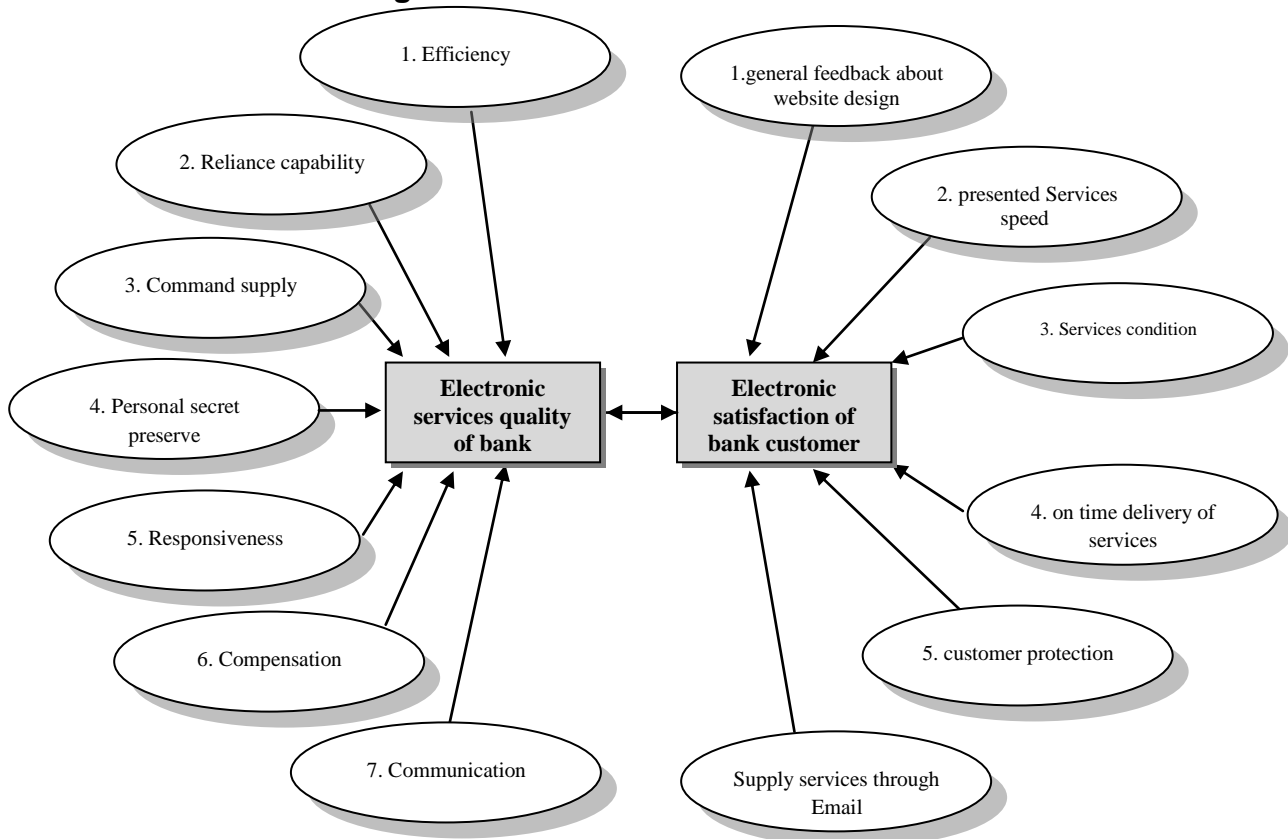 1. Efficiency
2. Reliance capability
3. Command supply
4. Personal secret
preserve
5. Responsiveness
6. Compensation
7. Communication
Electronic
services quality
of bank
Electronic
satisfaction of
bank customer
1.general feedback about
website design
2. presented Services
speed
3. Services condition
4. on time delivery of
services
5. customer protection
Supply services through
Email